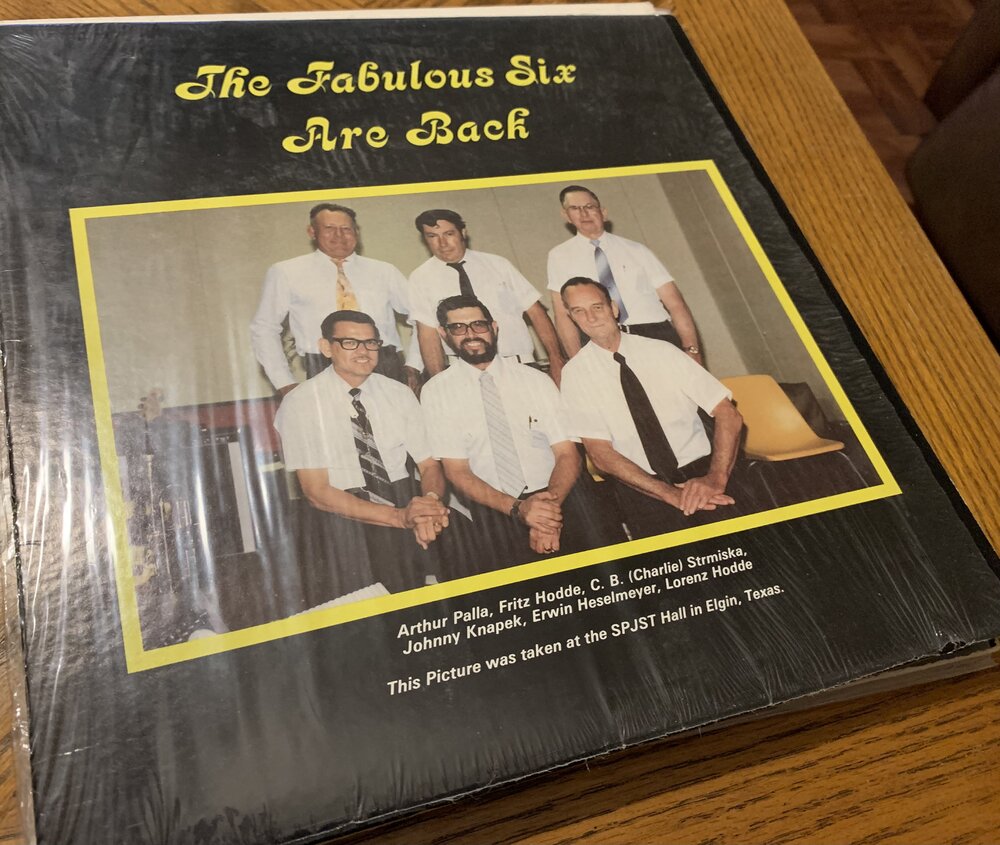 The Fabulous Six
Are Back
Arthur Palla, Fritz Hodde, C. B. (Charlie) Strmiska,
Johnny Knapek, Erwin Heselmeyer, Lorenz Hodde
This Picture was taken at the SPJST Hall in Elgin, Texas.